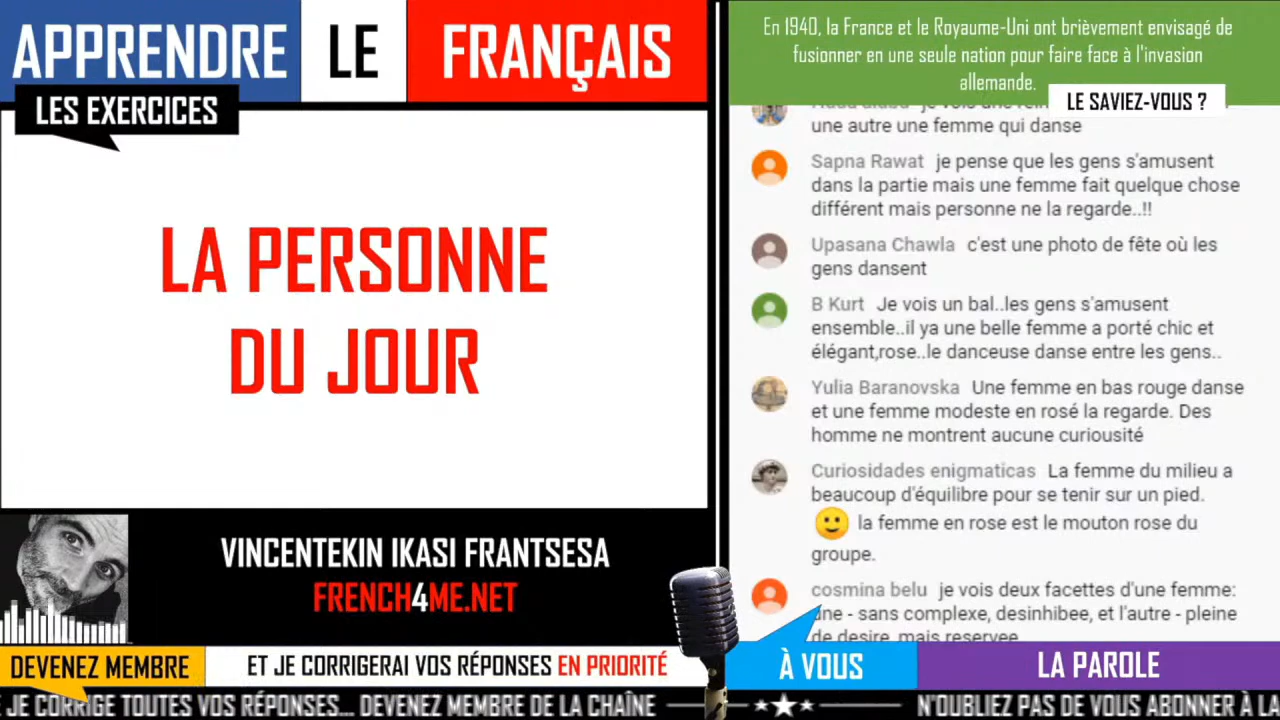 APPRENDRE LE FRANÇAIS
LES EXERCICES
LA PERSONNE
DU JOUR
VINCENTEKIN IKASI FRANTSESA
FRENCH4ME.NET
DEVENEZ MEMBRE
ET JE CORRIGERAI VOS RÉPONSES EN PRIORITÉ
En 1940, la France et le Royaume-Uni ont brièvement envisagé de
fusionner en une seule nation pour faire face à l'invasion
allemande.
LE SAVIEZ-VOUS ?
une autre une femme qui danse
Sapna Rawat je pense que les gens s'amusent
dans la partie mais une femme fait quelque chose
différent mais personne ne la regarde..!!
Upasana Chawla c'est une photo de fête où les
gens dansent
B Kurt Je vois un bal..les gens s'amusent
ensemble..il ya une belle femme a porté chic et
élégant,rose..le danceuse danse entre les gens..
Yulia Baranovska Une femme en bas rouge danse
et une femme modeste en rosé la regarde. Des
homme ne montrent aucune curiousité
Curiosidades enigmaticas La femme du milieu a
beaucoup d'équilibre pour se tenir sur un pied.
la femme en rose est le mouton rose du
groupe.
cosmina belu je vois deux facettes d'une femme:
une - sans complexe, desinhibee, et l'autre - pleine
de desire, mais reservee
À VOUS
LA PAROLE
JE CORRIGE TOUTES VOS RÉPONSES... DEVENEZ MEMBRE DE LA CHAÎNE N'OUBLIEZ PAS DE VOUS ABONNER À LA